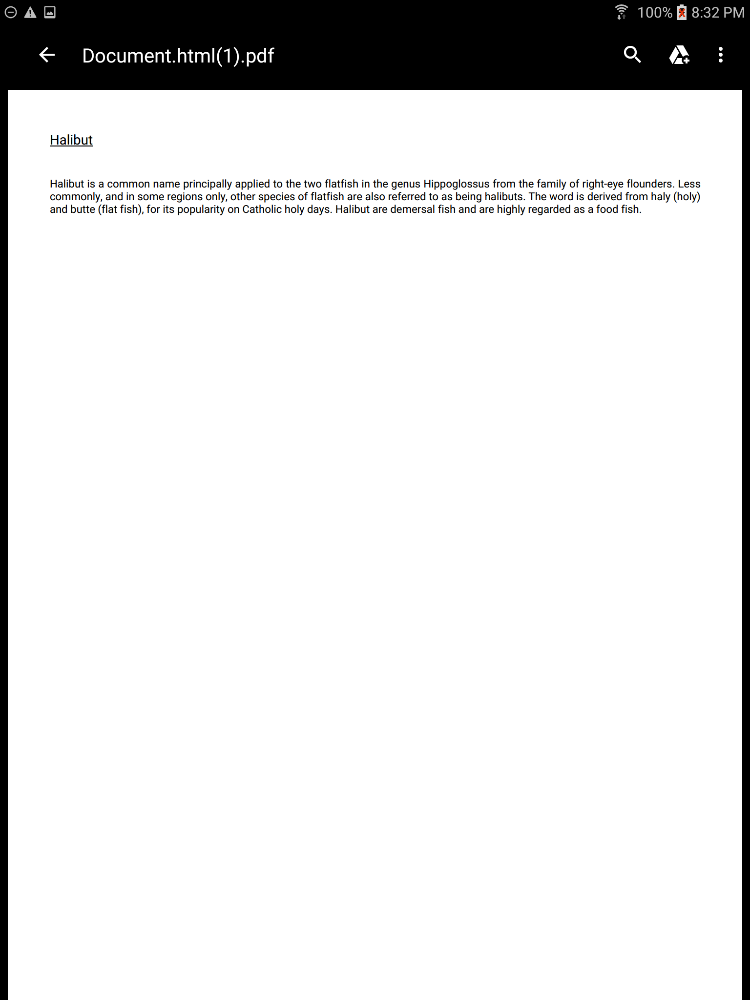 100% 8:32 PM
Document.html(1).pdf
Halibut
Halibut is a common name principally applied to the two flatfish in the genus Hippoglossus from the family of right-eye flounders. Less
commonly, and in some regions only, other species of flatfish are also referred to as being halibuts. The word is derived from haly (holy)
and butte (flat fish), for its popularity on Catholic holy days. Halibut are demersal fish and are highly regarded as a food fish.